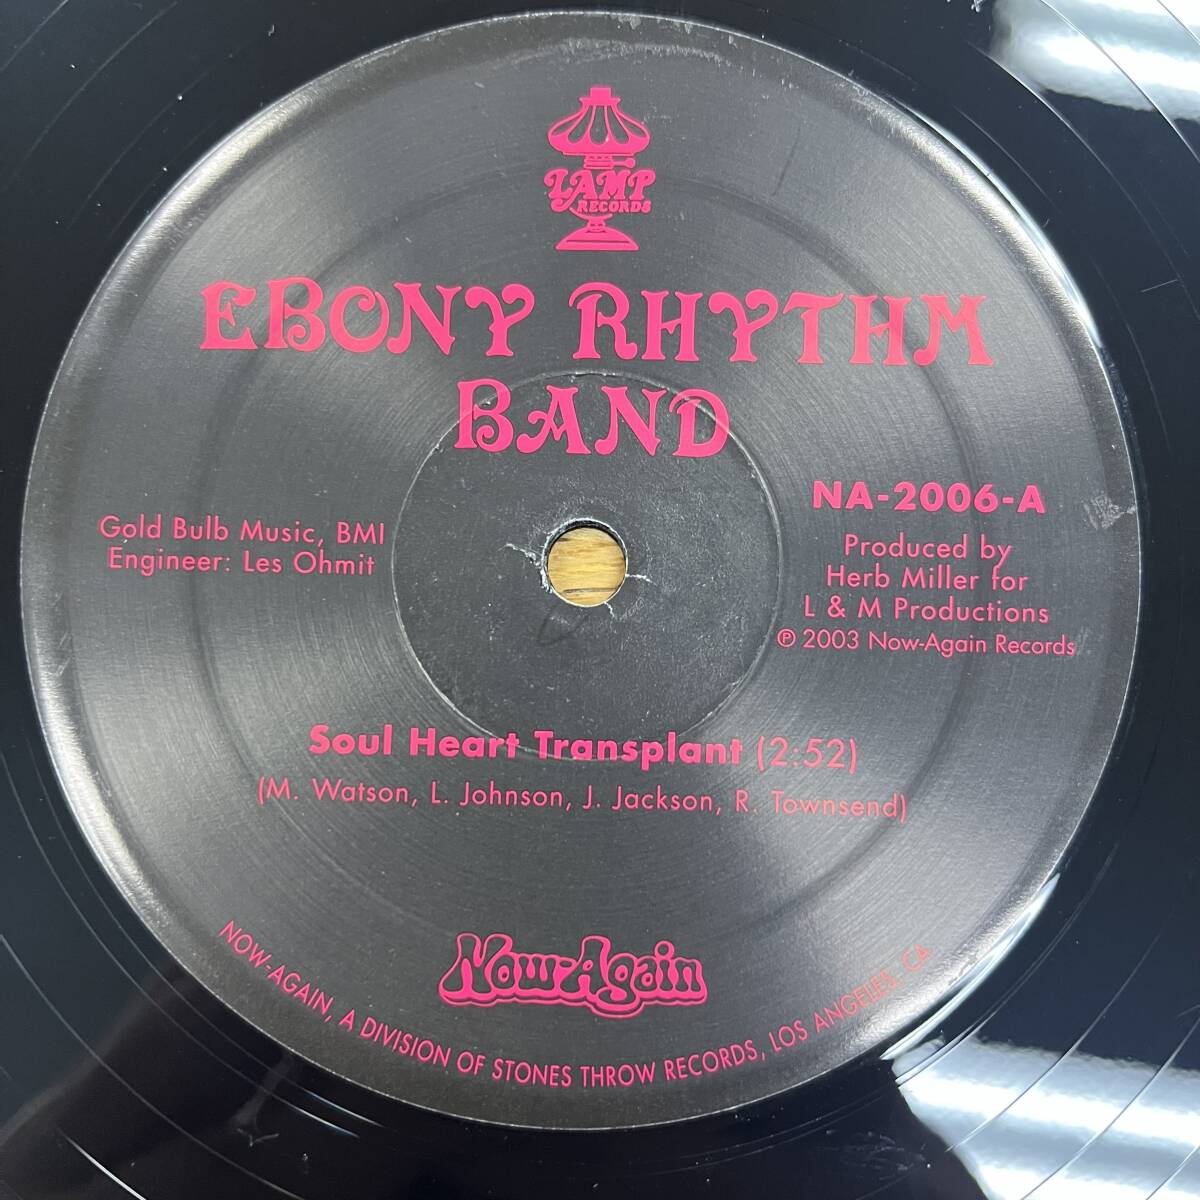 LAMP
RECORDS
EBONY RHYTHM
BAND
NA-2006-A
Gold Bulb Music, BMI
Engineer: Les Ohmit
Produced by
Herb Miller for
L & M Productions
℗ 2003 Now-Again Records
Soul Heart Transplant (2:52)
(M. Watson, L. Johnson, J. Jackson, R. Townsend)
Now-Again
NOW-AGAIN, A DIVISION OF STONES THROW RECORDS, LOS ANGELES, CA